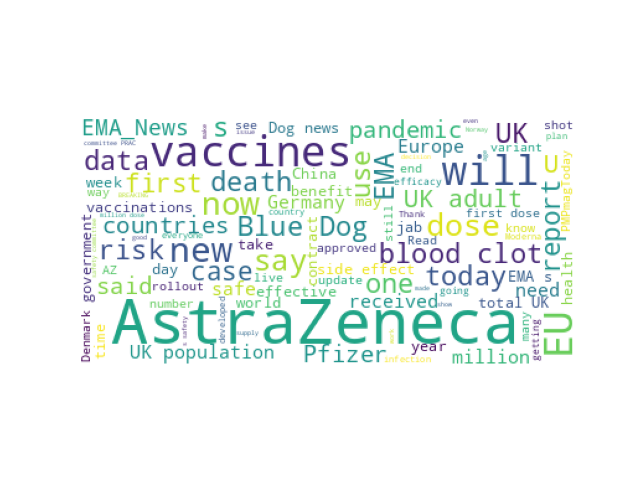 EMA_News
s
see
issue
Dog news
pandemic
UK
even
Norway
shot
plan
committee PRAC
make
everyone
good
data
vaccines
Europe
variant
will
week
first
death
China
use
EMA
end
efficacy
u
way
BREAKING
benefit
UK adult
vaccinations
now
Germany
may
still
dose
report
PMPmagToday
million dose
country
Thank
first dose
countries
Blue Dog
contract
jab
know
Read
Moderna
Denmark government
risk
new
say
take
approved
blood clot
AZ
day
case
live
side effect
update
one
going
today
EMA s
need
health
said
rollout
safe
effective
received
made
show
total UK
number
world
many
time
AstraZeneca
EU
developed
supply
s safety
getting
UK population
Pfizer
year
infection
million